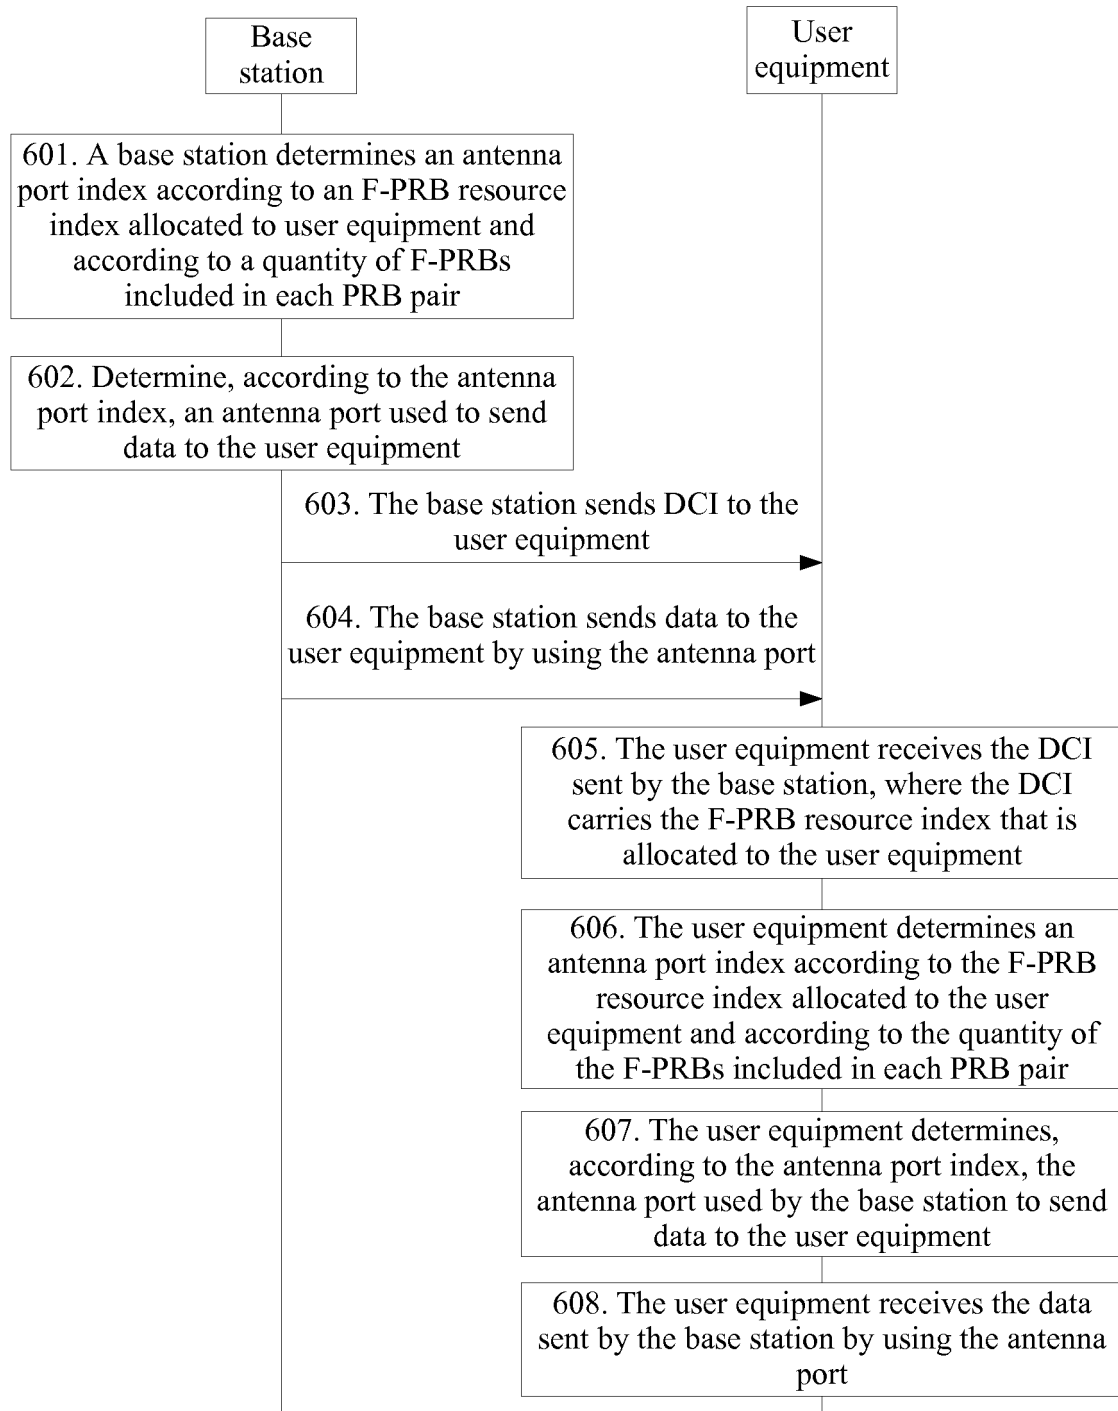 Base
station
User
equipment
601. A base station determines an antenna
port index according to an F-PRB resource
index allocated to user equipment and
according to a quantity of F-PRBs
included in each PRB pair
602. Determine, according to the antenna
port index, an antenna port used to send
data to the user equipment
603. The base station sends DCI to the
user equipment
604. The base station sends data to the
user equipment by using the antenna port
605. The user equipment receives the DCI
sent by the base station, where the DCI
carries the F-PRB resource index that is
allocated to the user equipment
606. The user equipment determines an
antenna port index according to the F-PRB
resource index allocated to the user
equipment and according to the quantity of
the F-PRBs included in each PRB pair
607. The user equipment determines,
according to the antenna port index, the
antenna port used by the base station to send
data to the user equipment
608. The user equipment receives the data
sent by the base station by using the antenna
port